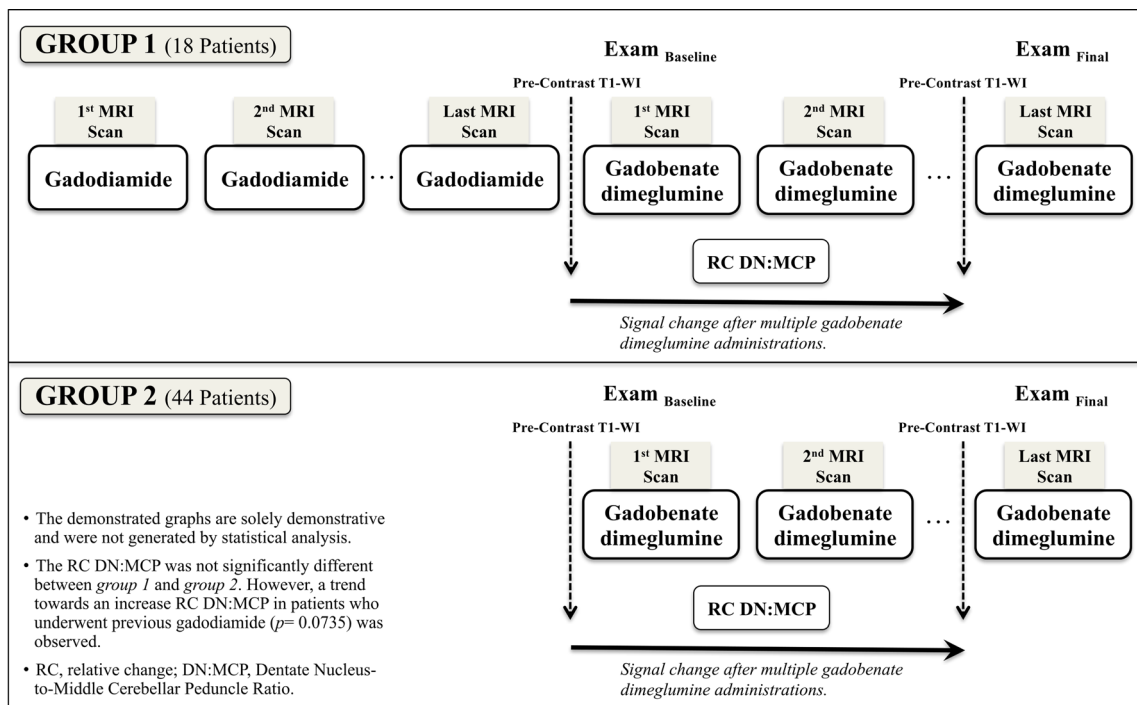 GROUP 1 (18 Patients)
Exam Baseline
Exam Final
Pre-Contrast T1-WI
Pre-Contrast T1-WI
1st MRI
Scan
2nd MRI
Scan
Last MRI
Scan
1st MRI
Scan
2nd MRI
Scan
Last MRI
Scan
Gadodiamide
Gadodiamide
...
Gadodiamide
Gadobenate
dimeglumine
Gadobenate
dimeglumine
...
Gadobenate
dimeglumine
RC DN:MCP
Signal change after multiple gadobenate
dimeglumine administrations.
GROUP 2 (44 Patients)
Exam Baseline
Exam Final
Pre-Contrast T1-WI
Pre-Contrast T1-WI
1st MRI
Scan
2nd MRI
Scan
Last MRI
Scan
Gadobenate
dimeglumine
Gadobenate
dimeglumine
...
Gadobenate
dimeglumine
RC DN:MCP
Signal change after multiple gadobenate
dimeglumine administrations.
• The demonstrated graphs are solely demonstrative
and were not generated by statistical analysis.
• The RC DN:MCP was not significantly different
between group 1 and group 2. However, a trend
towards an increase RC DN:MCP in patients who
underwent previous gadodiamide (p= 0.0735) was
observed.
• RC, relative change; DN:MCP, Dentate Nucleus-
to-Middle Cerebellar Peduncle Ratio.